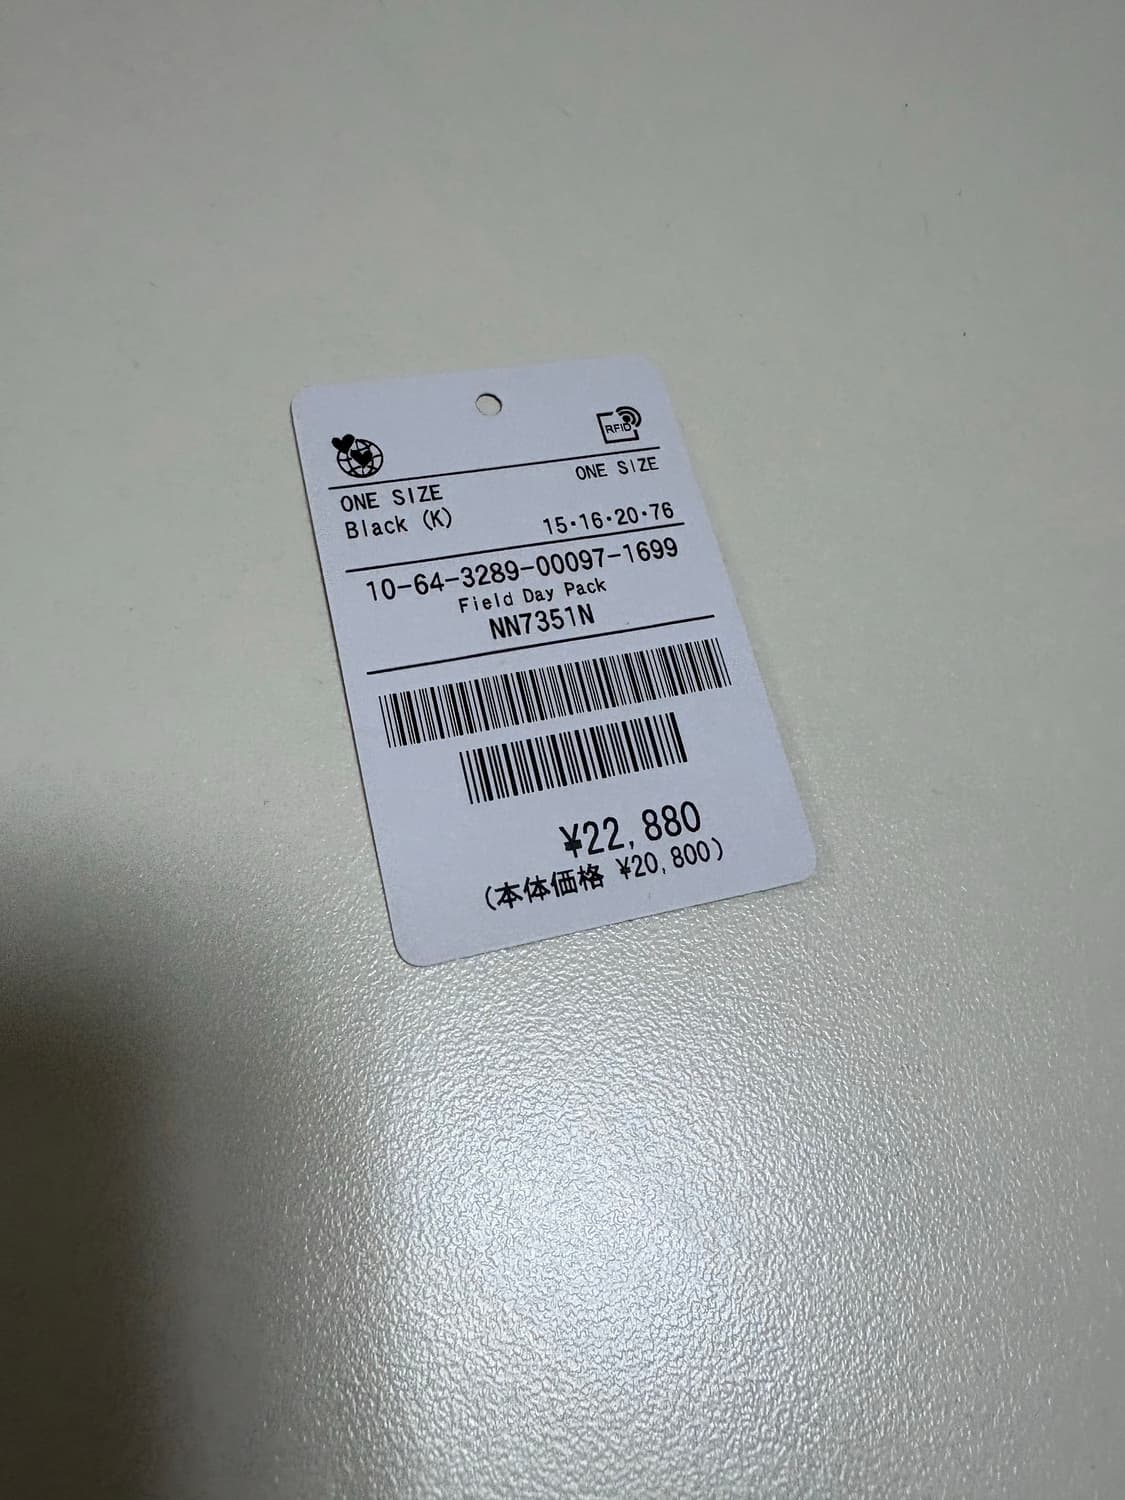 RFID
ONE SIZE
ONE SIZE
Black (K)
15・16・20・76
10-64-3289-00097-1699
Field Day Pack
NN7351N
¥22,880
(本体価格 ¥20,800)